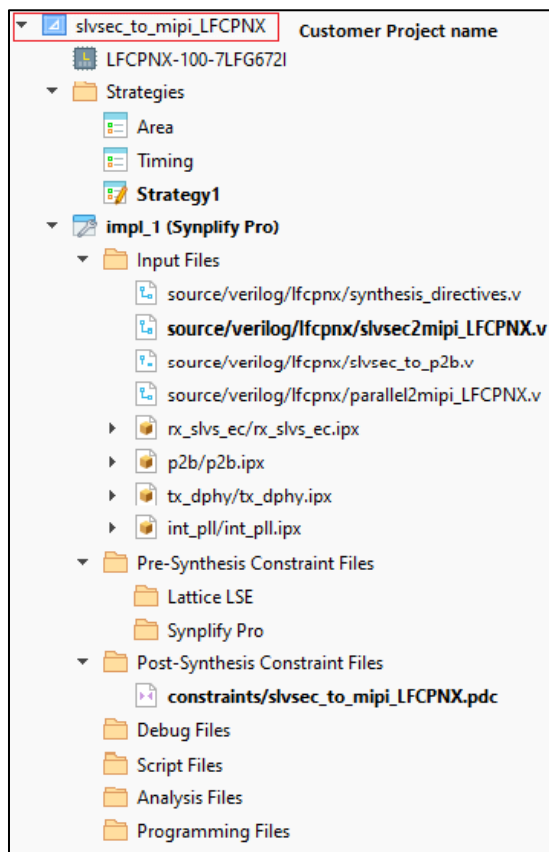 slvsec_to_mipi_LFCPNX Customer Project name
LFCPNX-100-7LFG672I
Strategies
Area
Timing
Strategy1
impl_1 (Synplify Pro)
Input Files
source/verilog/lfcpnx/synthesis_directives.v
source/verilog/lfcpnx/slvsec2mipi_LFCPNX.v
source/verilog/lfcpnx/slvsec_to_p2b.v
source/verilog/lfcpnx/parallel2mipi_LFCPNX.v
rx_slvs_ec/rx_slvs_ec.ipx
p2b/p2b.ipx
tx_dphy/tx_dphy.ipx
int_pll/int_pll.ipx
Pre-Synthesis Constraint Files
Lattice LSE
Synplify Pro
Post-Synthesis Constraint Files
constraints/slvsec_to_mipi_LFCPNX.pdc
Debug Files
Script Files
Analysis Files
Programming Files